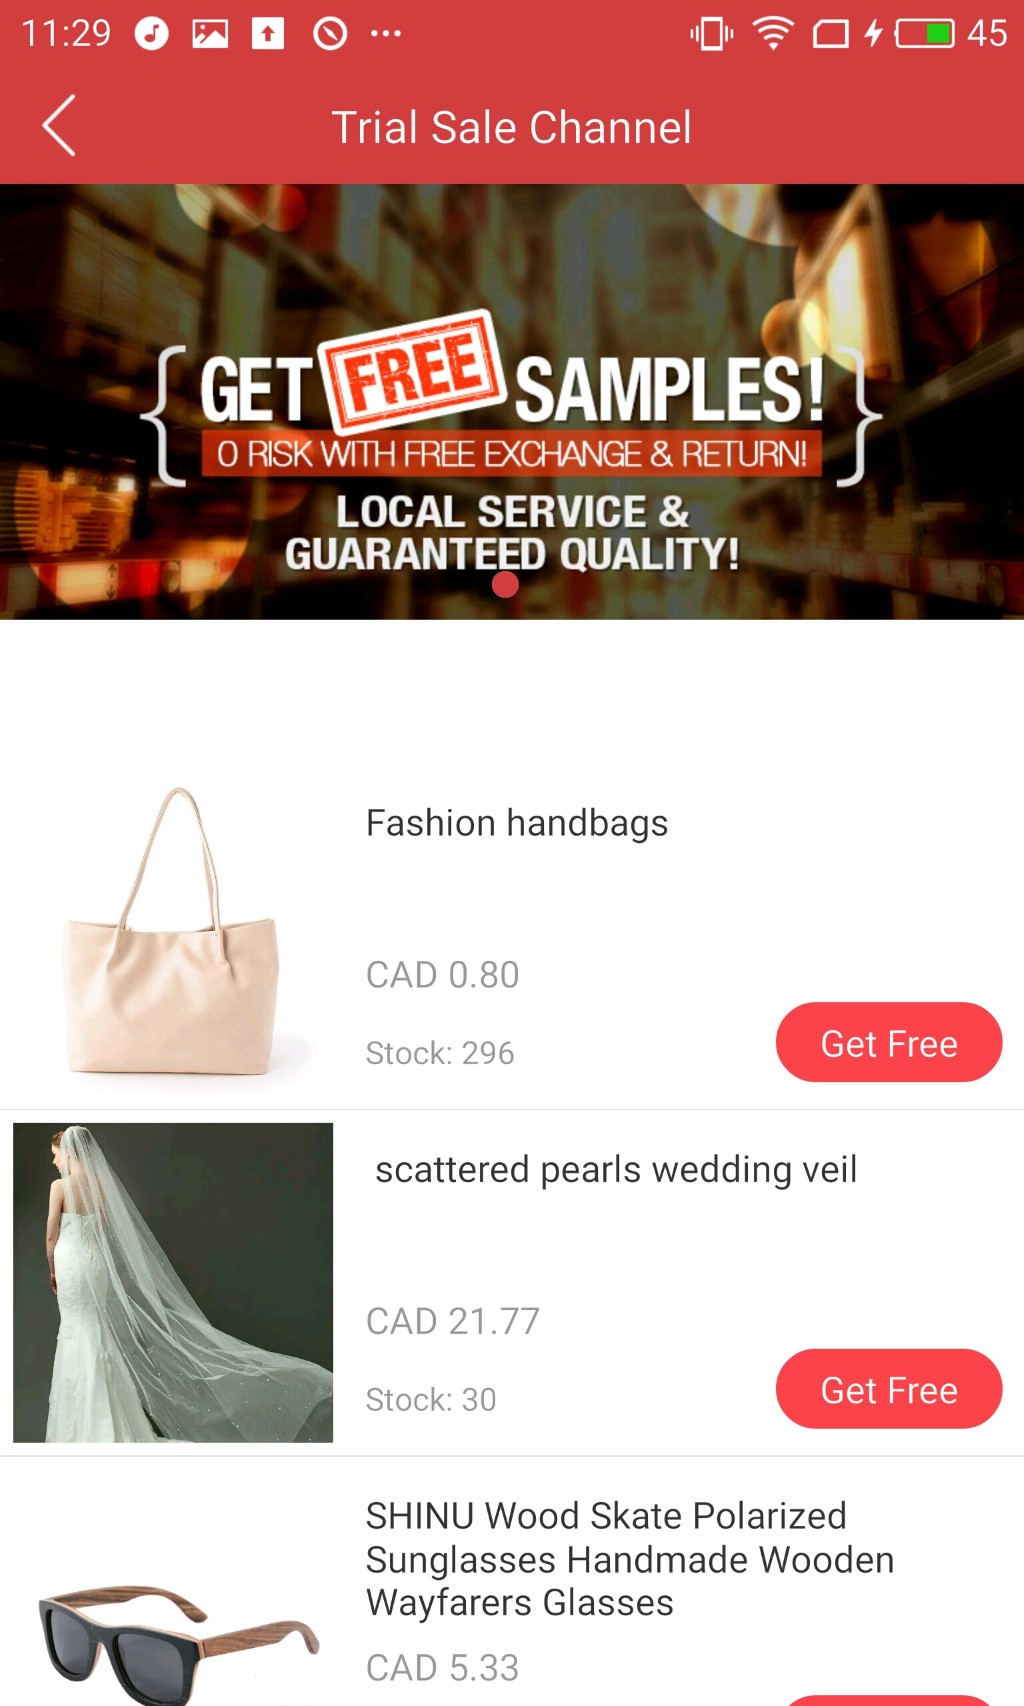 11:29
45
Trial Sale Channel
GET FREE SAMPLES!
0 RISK WITH FREE EXCHANGE & RETURN!
LOCAL SERVICE &
GUARANTEED QUALITY!
Fashion handbags
CAD 0.80
Stock: 296
Get Free
scattered pearls wedding veil
CAD 21.77
Stock: 30
Get Free
SHINU Wood Skate Polarized
Sunglasses Handmade Wooden
Wayfarers Glasses
CAD 5.33